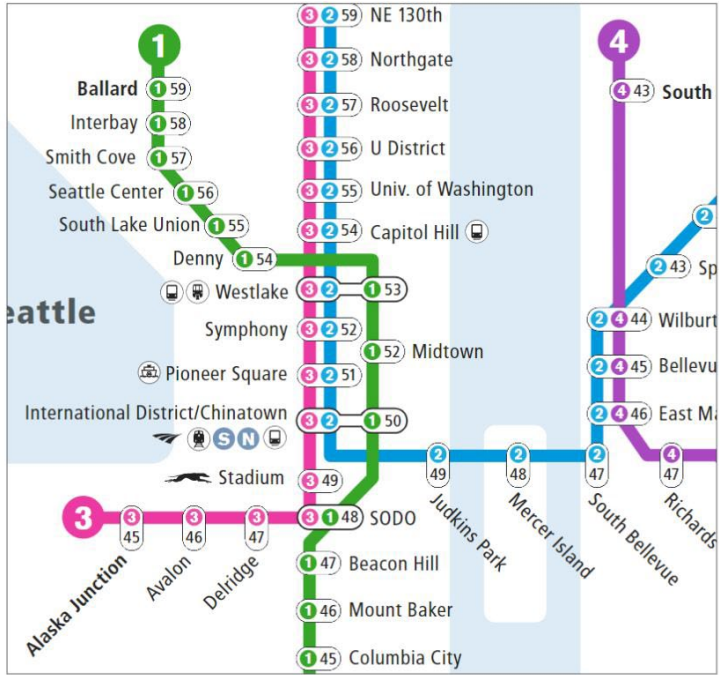 1
Ballard 1 59
Interbay 1 58
Smith Cove 1 57
Seattle Center 1 56
South Lake Union 1 55
Denny 1 54
3 2 59 NE 130th
3 2 58 Northgate
3 2 57 Roosevelt
3 2 56 U District
3 2 55 Univ. of Washington
3 2 54 Capitol Hill
Westlake 3 2 1 53
Symphony 3 2 52
1 52 Midtown
Pioneer Square 3 2 51
International District/Chinatown 3 2 1 50
S N
Stadium 3 49
3 1 48 SODO
1 47 Beacon Hill
1 46 Mount Baker
1 45 Columbia City
3
3 45 Alaska Junction
3 46 Avalon
3 47 Delridge
2 49 Judkins Park
2 48 Mercer Island
2 47 South Bellevue
4
4 43 South
2
2 43 Sp
2 4 44 Wilburt
2 4 45 Bellevu
2 4 46 East Ma
4 47 Richards
eattle